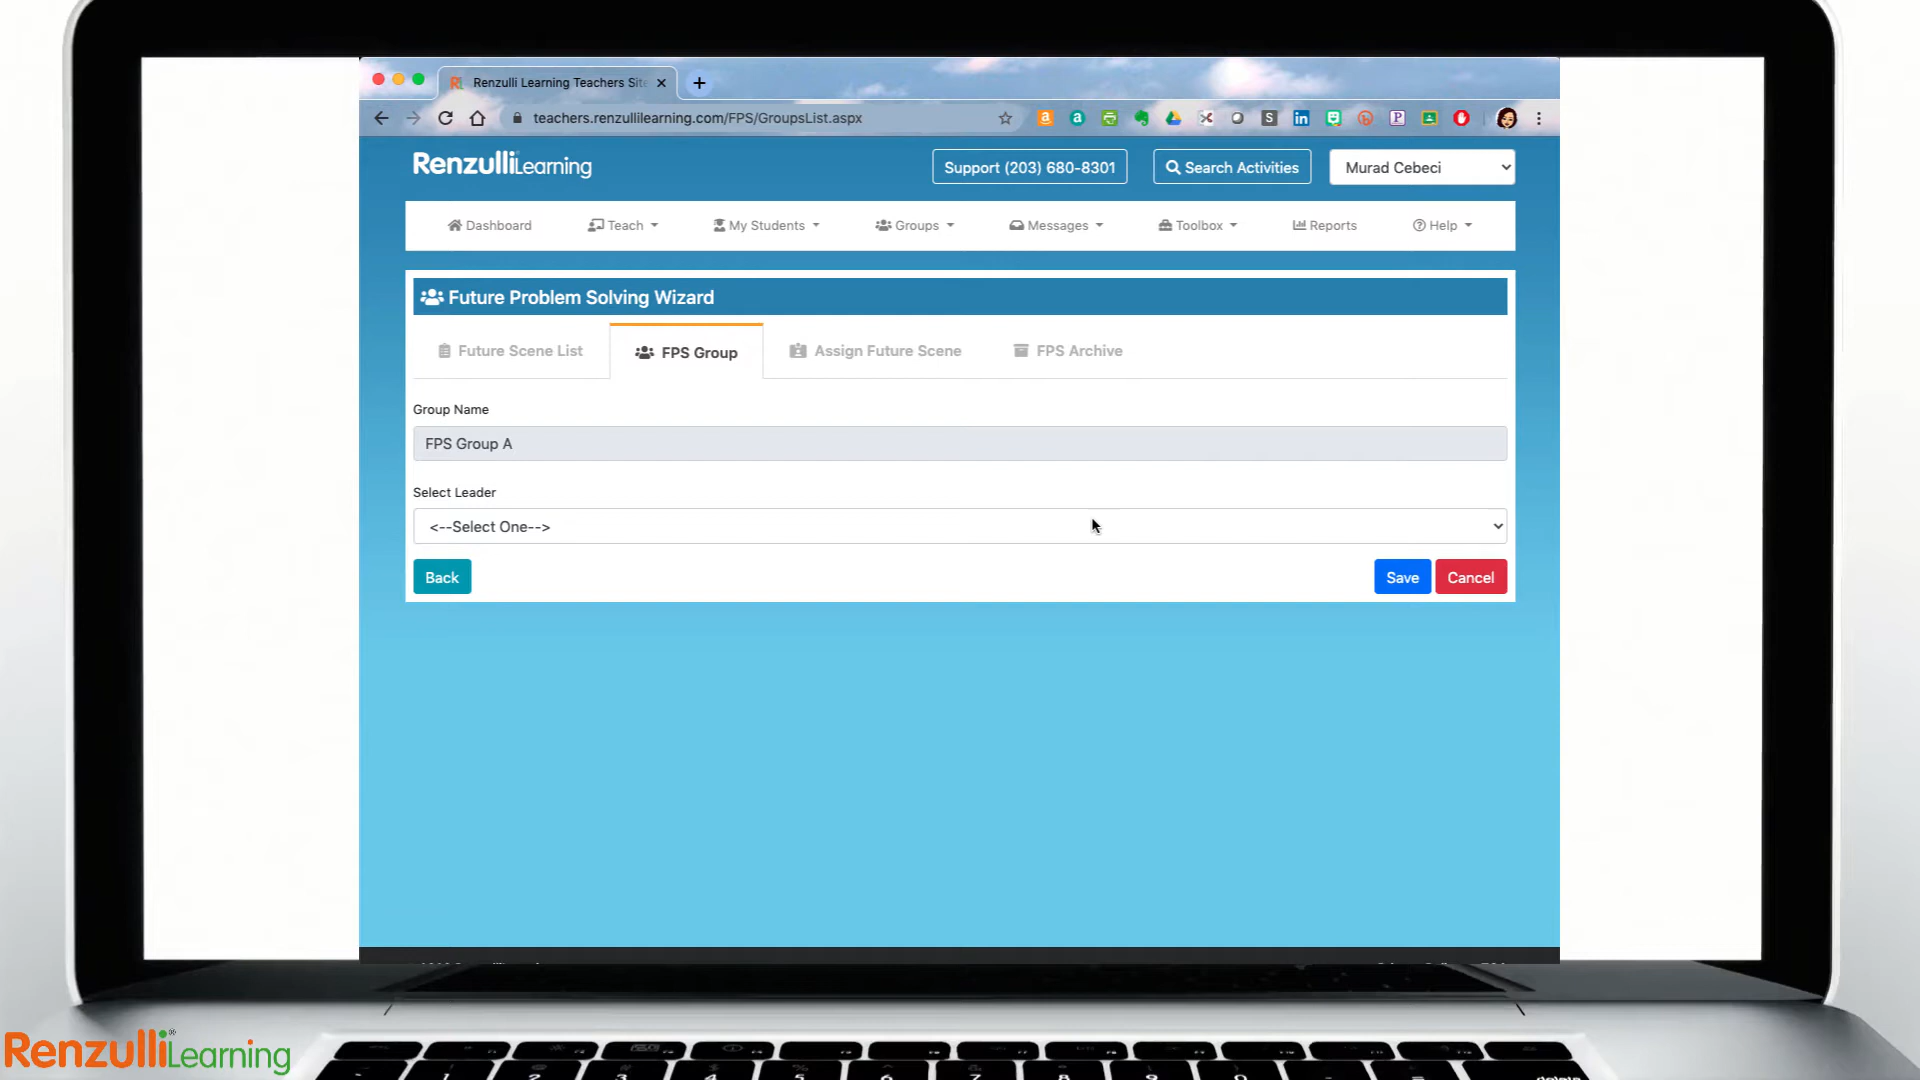 Renzulli Learning Teachers Site
teachers.renzullilearning.com/FPS/GroupsList.aspx
RenzulliLearning
Support (203) 680-8301
Search Activities
Murad Cebeci
Dashboard
Teach
My Students
Groups
Messages
Toolbox
Reports
Help
Future Problem Solving Wizard
Future Scene List
FPS Group
Assign Future Scene
FPS Archive
Group Name
FPS Group A
Select Leader
<--Select One-->
Back
Save
Cancel
RenzulliLearning®